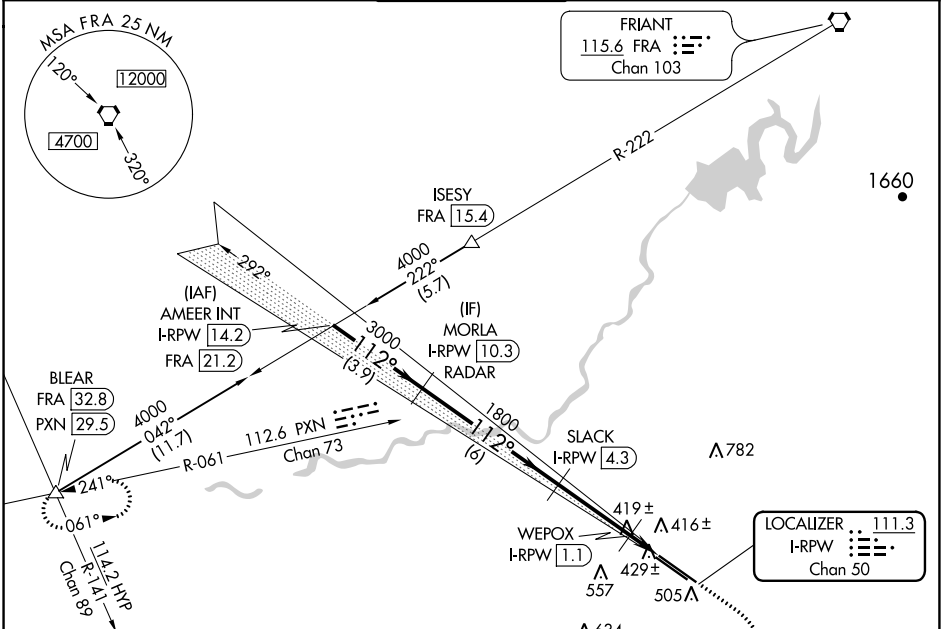 MSA FRA 25 NM
120°
12000
4700
320°
FRIANT
115.6 FRA
Chan 103
R-222
1660
ISESY
FRA 15.4
4000
222°
(5.7)
292°
(IAF)
AMEER INT
I-RPW 14.2
FRA 21.2
(IF)
MORLA
I-RPW 10.3
RADAR
3000
112°
(3.9)
BLEAR
FRA 32.8
PXN 29.5
4000
042°
(11.7)
112.6 PXN
Chan 73
R-061
1800
112°
(6)
SLACK
I-RPW 4.3
782
241°
061°
114.2 HYP
R-141
Chan 89
419±
416±
WEPOX
I-RPW 1.1
429±
557
505
LOCALIZER 111.3
I-RPW
Chan 50